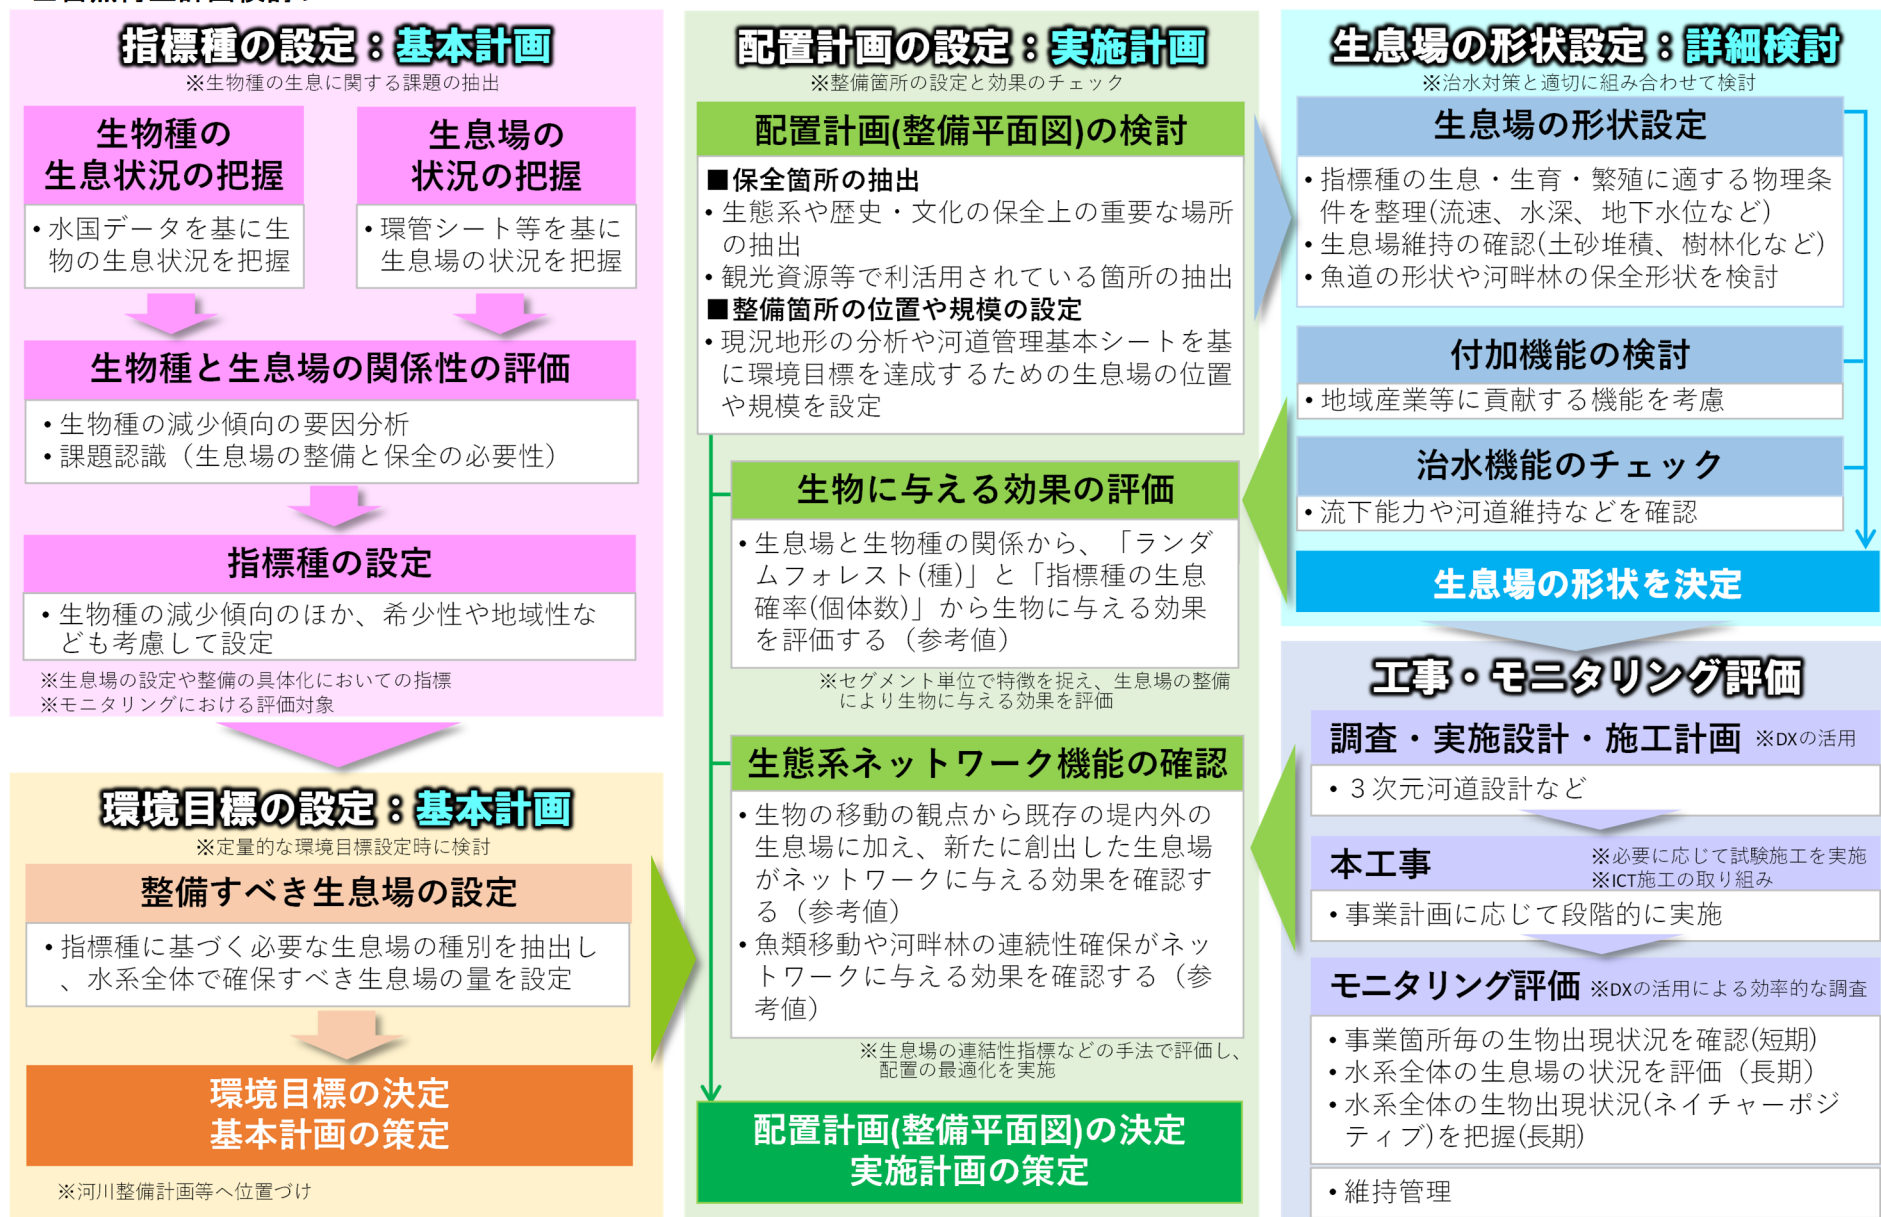 指標種の設定：基本計画
※生物種の生息に関する課題の抽出
生物種の
生息状況の把握
・水国データを基に生
物の生息状況を把握
生息場の
状況の把握
・環管シート等を基に
生息場の状況を把握
生物種と生息場の関係性の評価
・生物種の減少傾向の要因分析
・課題認識（生息場の整備と保全の必要性）
指標種の設定
・生物種の減少傾向のほか、希少性や地域性な
ども考慮して設定
※生息場の設定や整備の具体化においての指標
※モニタリングにおける評価対象
環境目標の設定：基本計画
※定量的な環境目標設定時に検討
整備すべき生息場の設定
・指標種に基づく必要な生息場の種別を抽出し
、水系全体で確保すべき生息場の量を設定
環境目標の決定
基本計画の策定
※河川整備計画等へ位置づけ
配置計画の設定：実施計画
※整備箇所の設定と効果のチェック
配置計画(整備平面図)の検討
■保全箇所の抽出
・生態系や歴史・文化の保全上の重要な場所
の抽出
・観光資源等で利活用されている箇所の抽出
■整備箇所の位置や規模の設定
・現況地形の分析や河道管理基本シートを基
に環境目標を達成するための生息場の位置
や規模を設定
生物に与える効果の評価
・生息場と生物種の関係から、「ランダ
ムフォレスト(種)」と「指標種の生息
確率(個体数)」から生物に与える効果
を評価する（参考値）
※セグメント単位で特徴を捉え、生息場の整備
により生物に与える効果を評価
生態系ネットワーク機能の確認
・生物の移動の観点から既存の堤内外の
生息場に加え、新たに創出した生息場
がネットワークに与える効果を確認す
る（参考値）
・魚類移動や河畔林の連続性確保がネッ
トワークに与える効果を確認する（参
考値）
※生息場の連結性指標などの手法で評価し、
配置の最適化を実施
配置計画(整備平面図)の決定
実施計画の策定
生息場の形状設定：詳細検討
※治水対策と適切に組み合わせて検討
生息場の形状設定
・指標種の生息・生育・繁殖に適する物理条
件を整理(流速、水深、地下水位など)
・生息場維持の確認(土砂堆積、樹林化など)
・魚道の形状や河畔林の保全形状を検討
付加機能の検討
・地域産業等に貢献する機能を考慮
治水機能のチェック
・流下能力や河道維持などを確認
生息場の形状を決定
工事・モニタリング評価
調査・実施設計・施工計画 ※DXの活用
・３次元河道設計など
本工事
※必要に応じて試験施工を実施
※ICT施工の取り組み
・事業計画に応じて段階的に実施
モニタリング評価 ※DXの活用による効率的な調査
・事業箇所毎の生物出現状況を確認(短期)
・水系全体の生息場の状況を評価（長期）
・水系全体の生物出現状況(ネイチャーポジ
ティブ)を把握(長期)
・維持管理